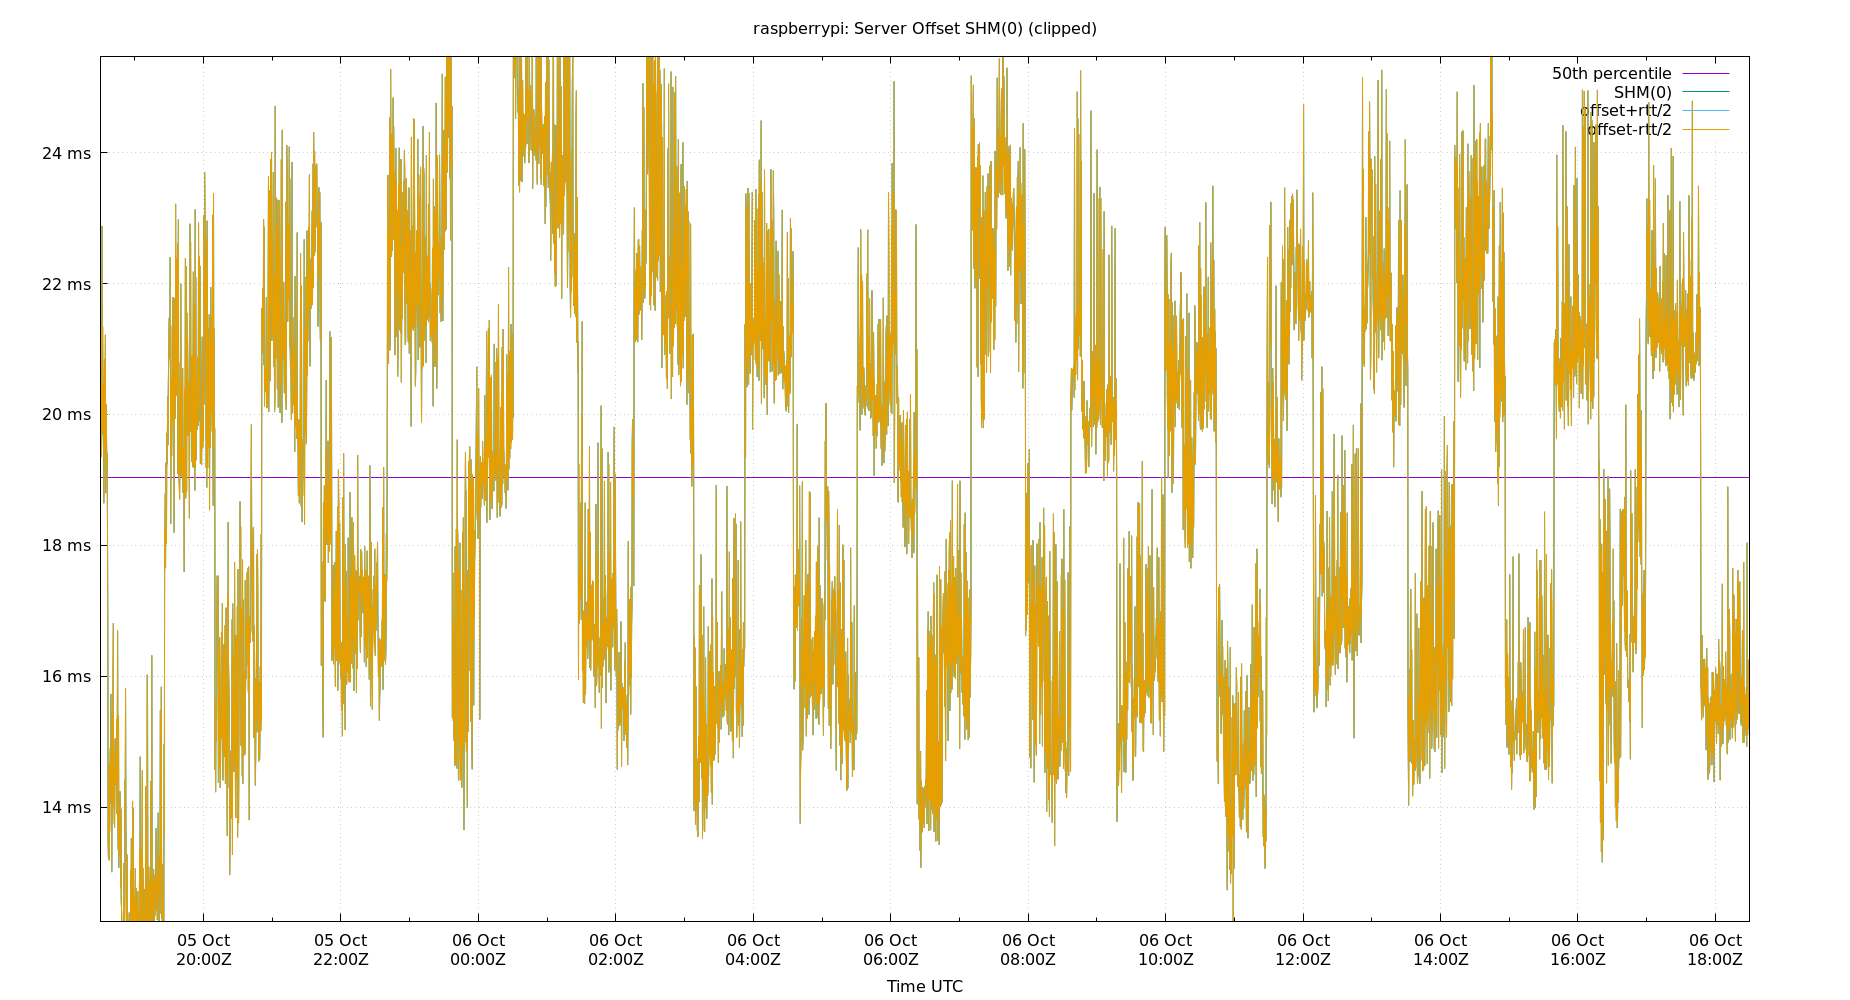 raspberrypi: Server Offset SHM(0) (clipped)
50th percentile
SHM(0)
offset+rtt/2
offset-rtt/2
24 ms
22 ms
20 ms
18 ms
16 ms
14 ms
05 Oct 05 Oct 06 Oct 06 Oct 06 Oct 06 Oct 06 Oct 06 Oct 06 Oct 06 Oct 06 Oct 06 Oct
20:00Z 22:00Z 00:00Z 02:00Z 04:00Z 06:00Z 08:00Z 10:00Z 12:00Z 14:00Z 16:00Z 18:00Z
Time UTC